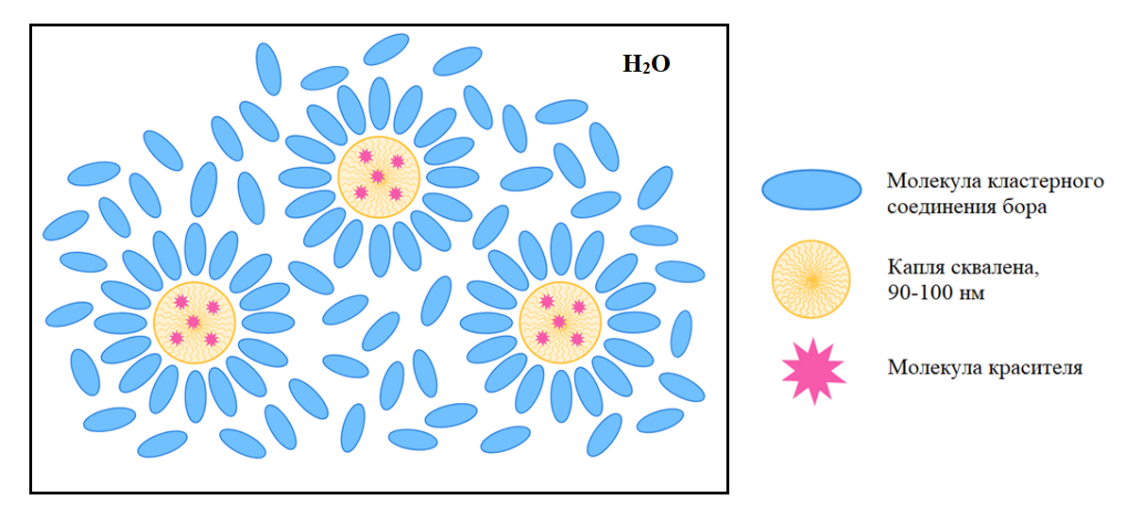 H₂O
Молекула кластерного
соединения бора
Капля сквалена,
90-100 нм
Молекула красителя